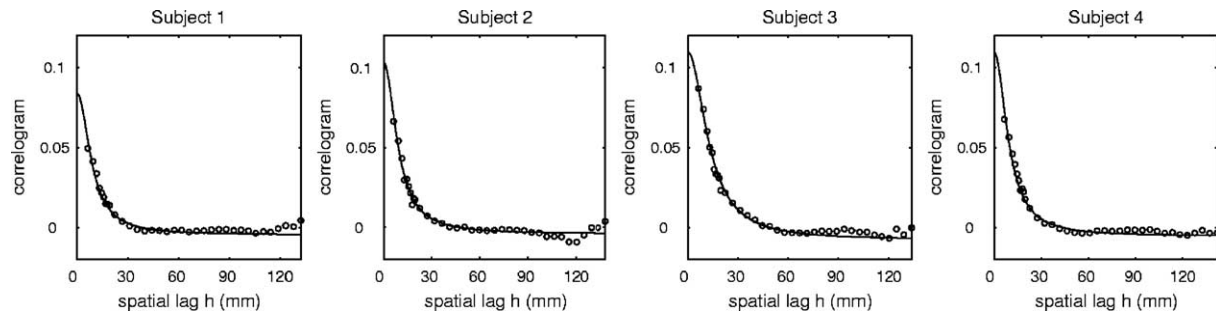 Subject 1
Subject 2
Subject 3
Subject 4
correlogram
0.1
0.05
0
0 30 60 90 120
spatial lag h (mm)
correlogram
0.1
0.05
0
0 30 60 90 120
spatial lag h (mm)
correlogram
0.1
0.05
0
0 30 60 90 120
spatial lag h (mm)
correlogram
0.1
0.05
0
0 30 60 90 120
spatial lag h (mm)